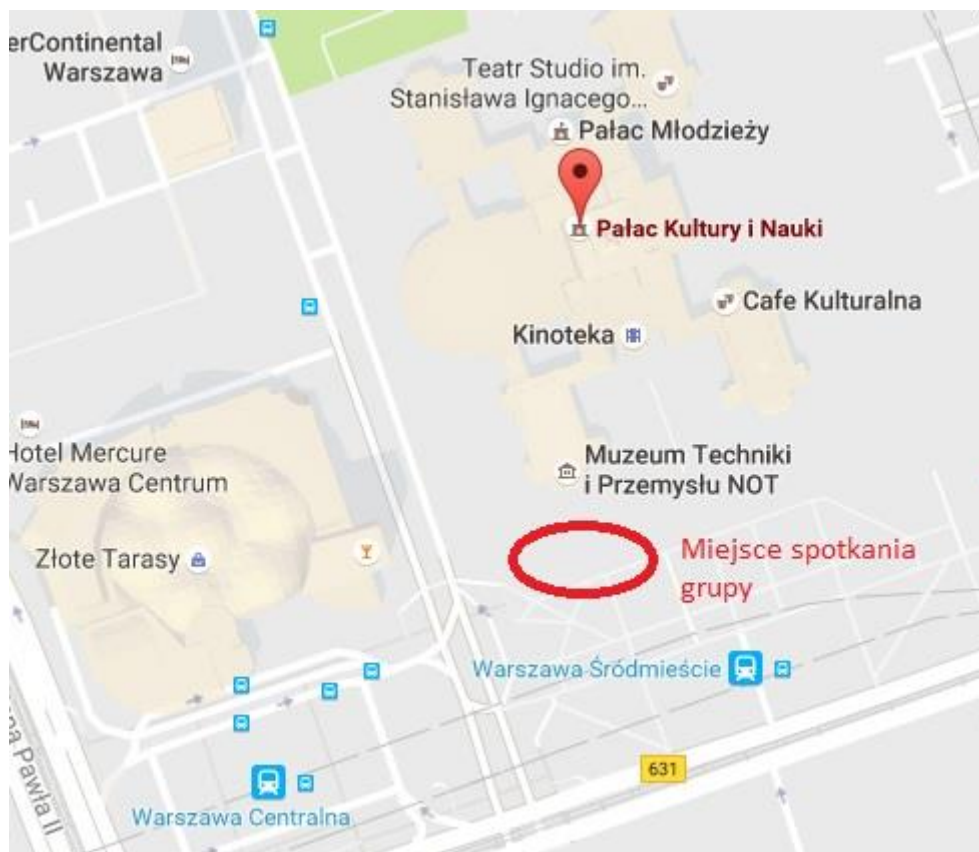 erContinental
Warszawa
Teatr Studio im.
Stanisława Ignacego...
Pałac Młodzieży
Pałac Kultury i Nauki
Cafe Kulturalna
Kinoteka
Hotel Mercure
Warszawa Centrum
Muzeum Techniki
i Przemysłu NOT
Złote Tarasy
Miejsce spotkania
grupy
Warszawa Śródmieście
631
na Pawła II
Warszawa Centralna